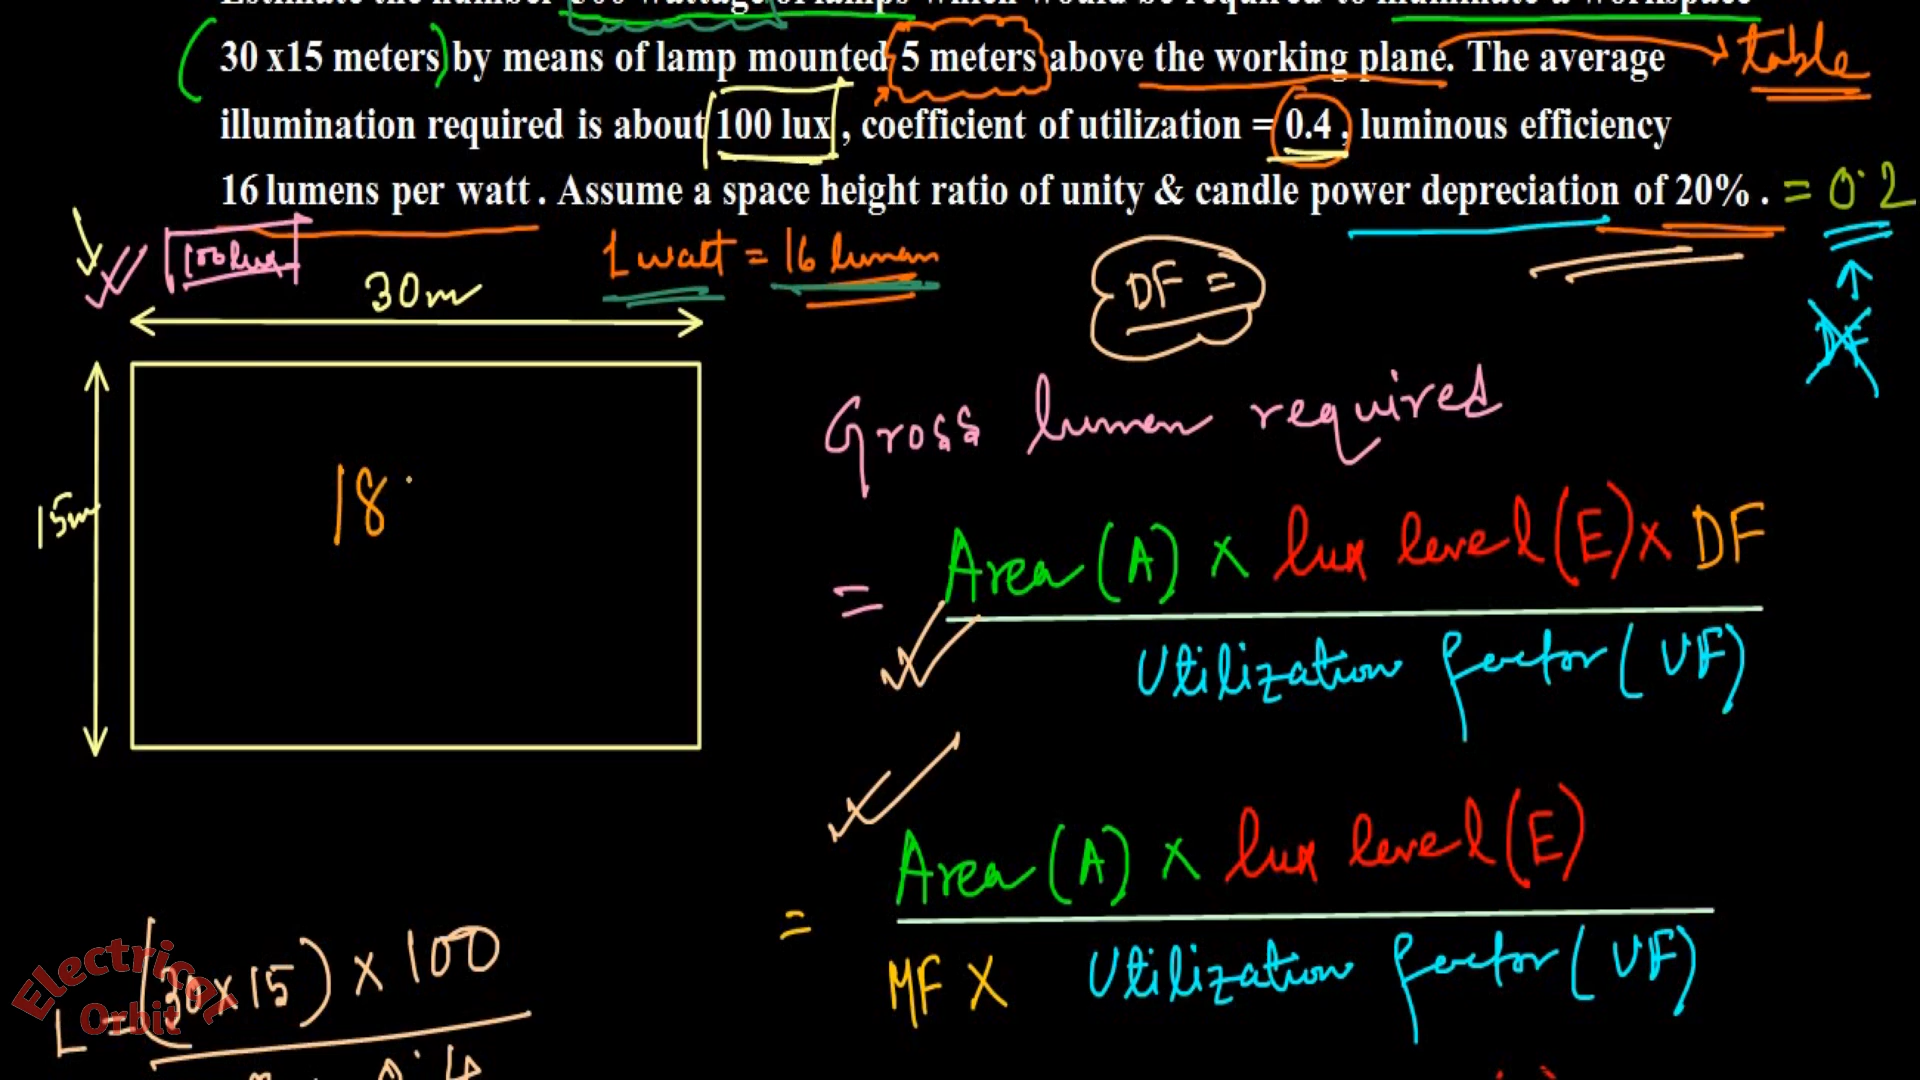 30 x15 meters by means of lamp mounted 5 meters above the working plane. The average
table
illumination required is about 100 lux , coefficient of utilization = 0.4 , luminous efficiency
16 lumens per watt . Assume a space height ratio of unity & candle power depreciation of 20% . = 0.2
100 lux
1 watt = 16 lumen
DF =
DF
30m
15m
18
Gross lumen required
= Area (A) x lux level (E) x DF
Utilization factor (UF)
= Area (A) x lux level (E)
MF X Utilization factor (UF)
L = (30x15) x 100
Electrical
Orbit